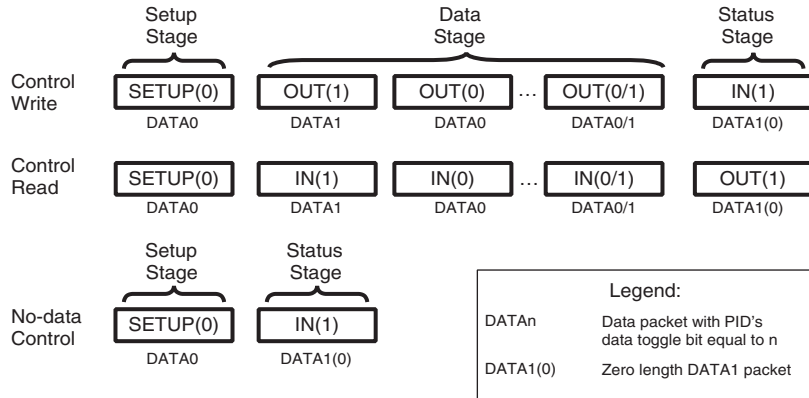 Setup Stage
Data Stage
Status Stage
Control Write
SETUP(0) OUT(1) OUT(0) ... OUT(0/1) IN(1)
DATA0 DATA1 DATA0 DATA0/1 DATA1(0)
Control Read
SETUP(0) IN(1) IN(0) ... IN(0/1) OUT(1)
DATA0 DATA1 DATA0 DATA0/1 DATA1(0)
Setup Stage
Status Stage
No-data Control
SETUP(0) IN(1)
DATA0 DATA1(0)
Legend:
DATAn Data packet with PID's
data toggle bit equal to n
DATA1(0) Zero length DATA1 packet